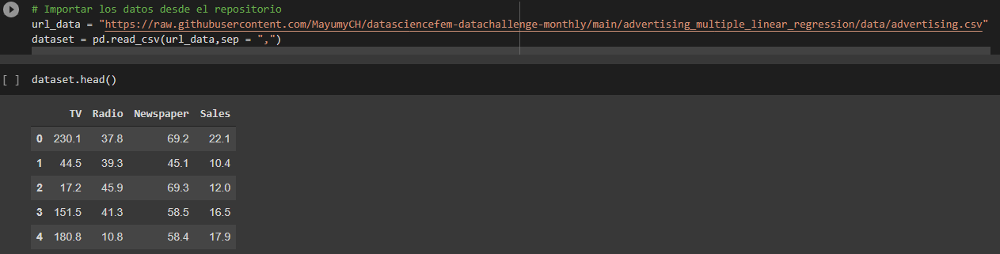 # Importar los datos desde el repositorio
url_data = "https://raw.githubusercontent.com/MayumyCH/datasciencefem-datachallenge-monthly/main/advertising_multiple_linear_regression/data/advertising.csv"
dataset = pd.read_csv(url_data,sep = ",")
[ ] dataset.head()
TV Radio Newspaper Sales
0 230.1 37.8 69.2 22.1
1 44.5 39.3 45.1 10.4
2 17.2 45.9 69.3 12.0
3 151.5 41.3 58.5 16.5
4 180.8 10.8 58.4 17.9